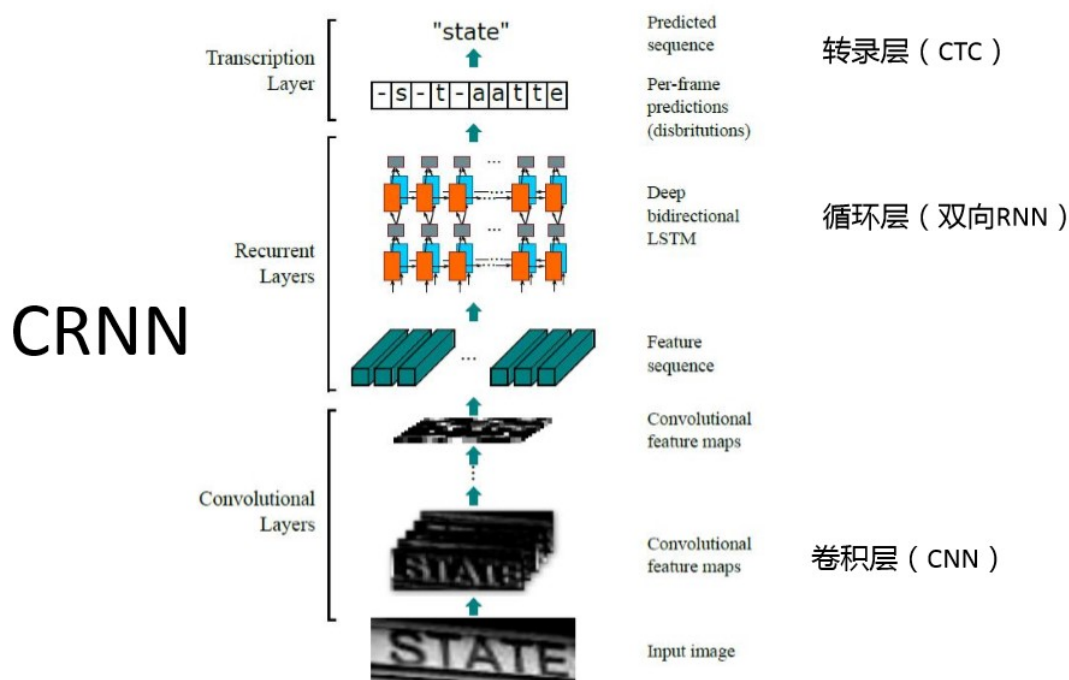 "state"
Predicted
sequence
转录层（CTC）
Transcription
Layer
-s-t-aatte
Per-frame
predictions
(disbritutions)
...
...
Deep
bidirectional
LSTM
循环层（双向RNN）
Recurrent
Layers
CRNN
...
Feature
sequence
Convolutional
feature maps
Convolutional
Layers
STATE
Convolutional
feature maps
卷积层（CNN）
STATE
Input image